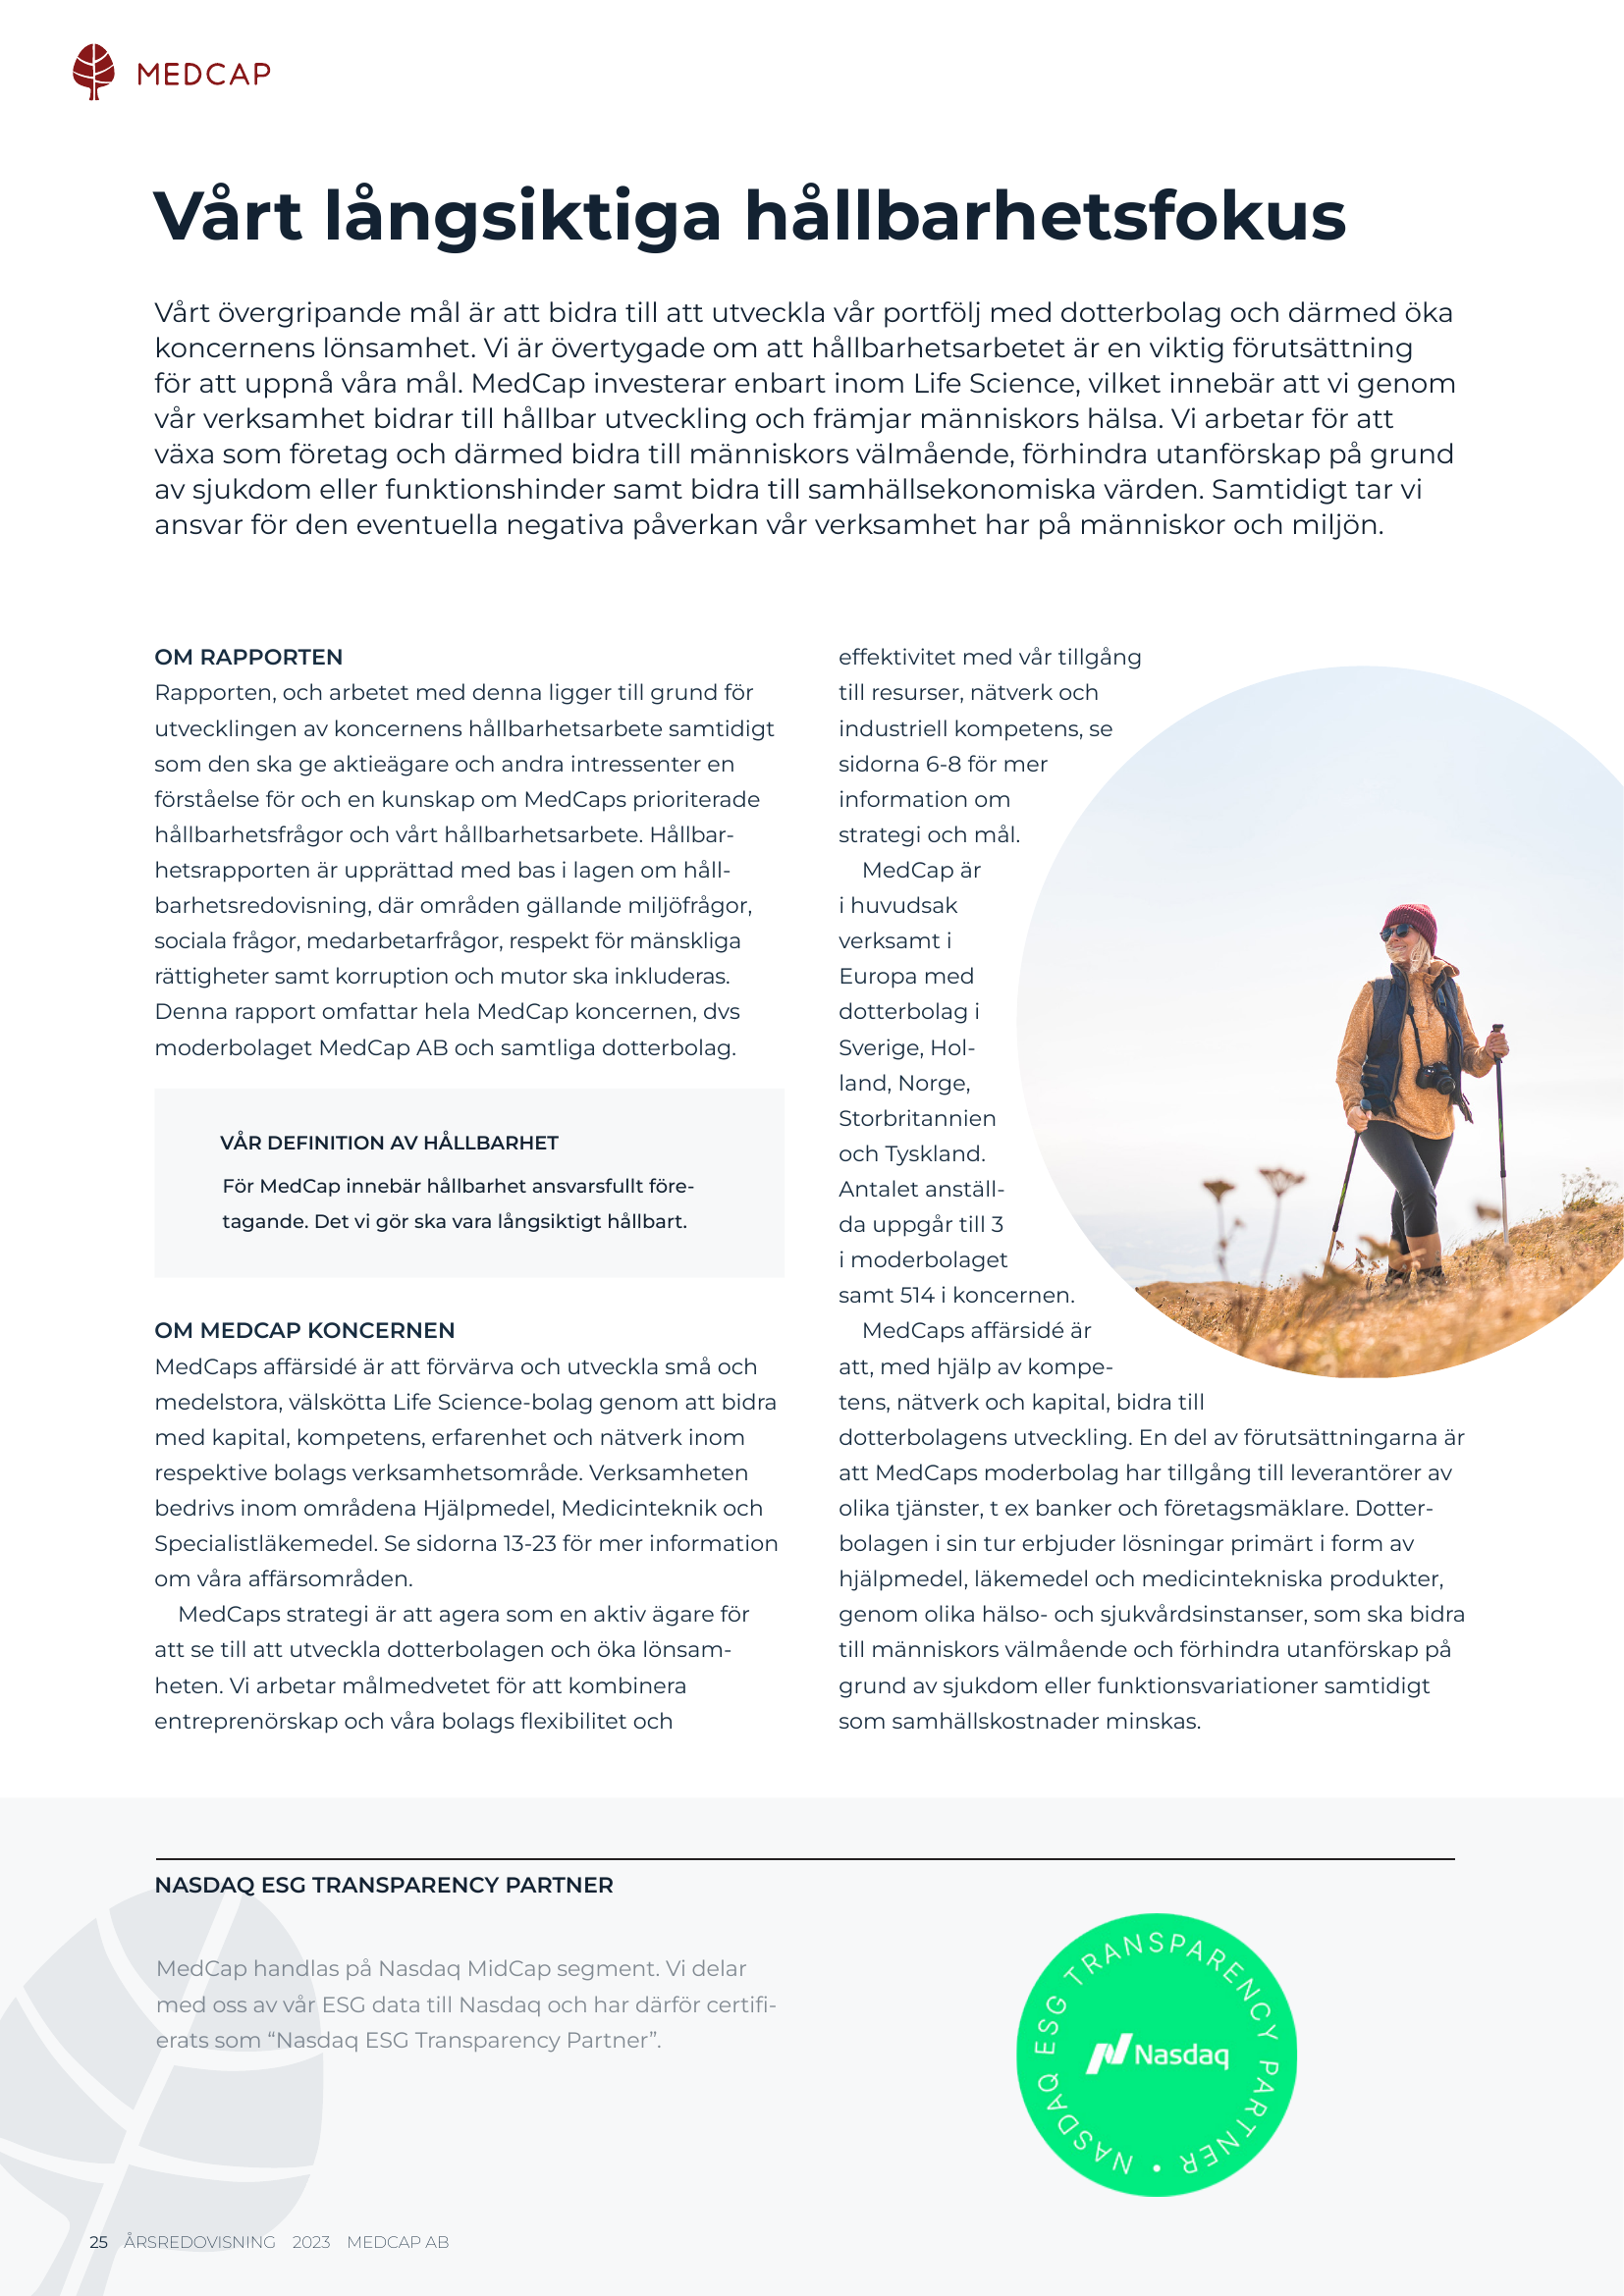 MEDCAP
Vårt långsiktiga hållbarhetsfokus
Vårt övergripande mål är att bidra till att utveckla vår portfölj med dotterbolag och därmed öka
koncernens lönsamhet. Vi är övertygade om att hållbarhetsarbetet är en viktig förutsättning
för att uppnå våra mål. MedCap investerar enbart inom Life Science, vilket innebär att vi genom
vår verksamhet bidrar till hållbar utveckling och främjar människors hälsa. Vi arbetar för att
växa som företag och därmed bidra till människors välmående, förhindra utanförskap på grund
av sjukdom eller funktionshinder samt bidra till samhällsekonomiska värden. Samtidigt tar vi
ansvar för den eventuella negativa påverkan vår verksamhet har på människor och miljön.
OM RAPPORTEN
Rapporten, och arbetet med denna ligger till grund för
utvecklingen av koncernens hållbarhetsarbete samtidigt
som den ska ge aktieägare och andra intressenter en
förståelse för och en kunskap om MedCaps prioriterade
hållbarhetsfrågor och vårt hållbarhetsarbete. Hållbar-
hetsrapporten är upprättad med bas i lagen om håll-
barhetsredovisning, där områden gällande miljöfrågor,
sociala frågor, medarbetarfrågor, respekt för mänskliga
rättigheter samt korruption och mutor ska inkluderas.
Denna rapport omfattar hela MedCap koncernen, dvs
moderbolaget MedCap AB och samtliga dotterbolag.
VÅR DEFINITION AV HÅLLBARHET
För MedCap innebär hållbarhet ansvarsfullt före-
tagande. Det vi gör ska vara långsiktigt hållbart.
OM MEDCAP KONCERNEN
MedCaps affärsidé är att förvärva och utveckla små och
medelstora, välskötta Life Science-bolag genom att bidra
med kapital, kompetens, erfarenhet och nätverk inom
respektive bolags verksamhetsområde. Verksamheten
bedrivs inom områdena Hjälpmedel, Medicinteknik och
Specialistläkemedel. Se sidorna 13-23 för mer information
om våra affärsområden.
MedCaps strategi är att agera som en aktiv ägare för
att se till att utveckla dotterbolagen och öka lönsam-
heten. Vi arbetar målmedvetet för att kombinera
entreprenörskap och våra bolags flexibilitet och
effektivitet med vår tillgång
till resurser, nätverk och
industriell kompetens, se
sidorna 6-8 för mer
information om
strategi och mål.
MedCap är
i huvudsak
verksamt i
Europa med
dotterbolag i
Sverige, Hol-
land, Norge,
Storbritannien
och Tyskland.
Antalet anställ-
da uppgår till 3
i moderbolaget
samt 514 i koncernen.
MedCaps affärsidé är
att, med hjälp av kompe-
tens, nätverk och kapital, bidra till
dotterbolagens utveckling. En del av förutsättningarna är
att MedCaps moderbolag har tillgång till leverantörer av
olika tjänster, t ex banker och företagsmäklare. Dotter-
bolagen i sin tur erbjuder lösningar primärt i form av
hjälpmedel, läkemedel och medicintekniska produkter,
genom olika hälso- och sjukvårdsinstanser, som ska bidra
till människors välmående och förhindra utanförskap på
grund av sjukdom eller funktionsvariationer samtidigt
som samhällskostnader minskas.
NASDAQ ESG TRANSPARENCY PARTNER
MedCap handlas på Nasdaq MidCap segment. Vi delar
med oss av vår ESG data till Nasdaq och har därför certifi-
erats som “Nasdaq ESG Transparency Partner”.
NASDAQ ESG TRANSPARENCY PARTNER •
Nasdaq
25 ÅRSREDOVISNING 2023 MEDCAP AB